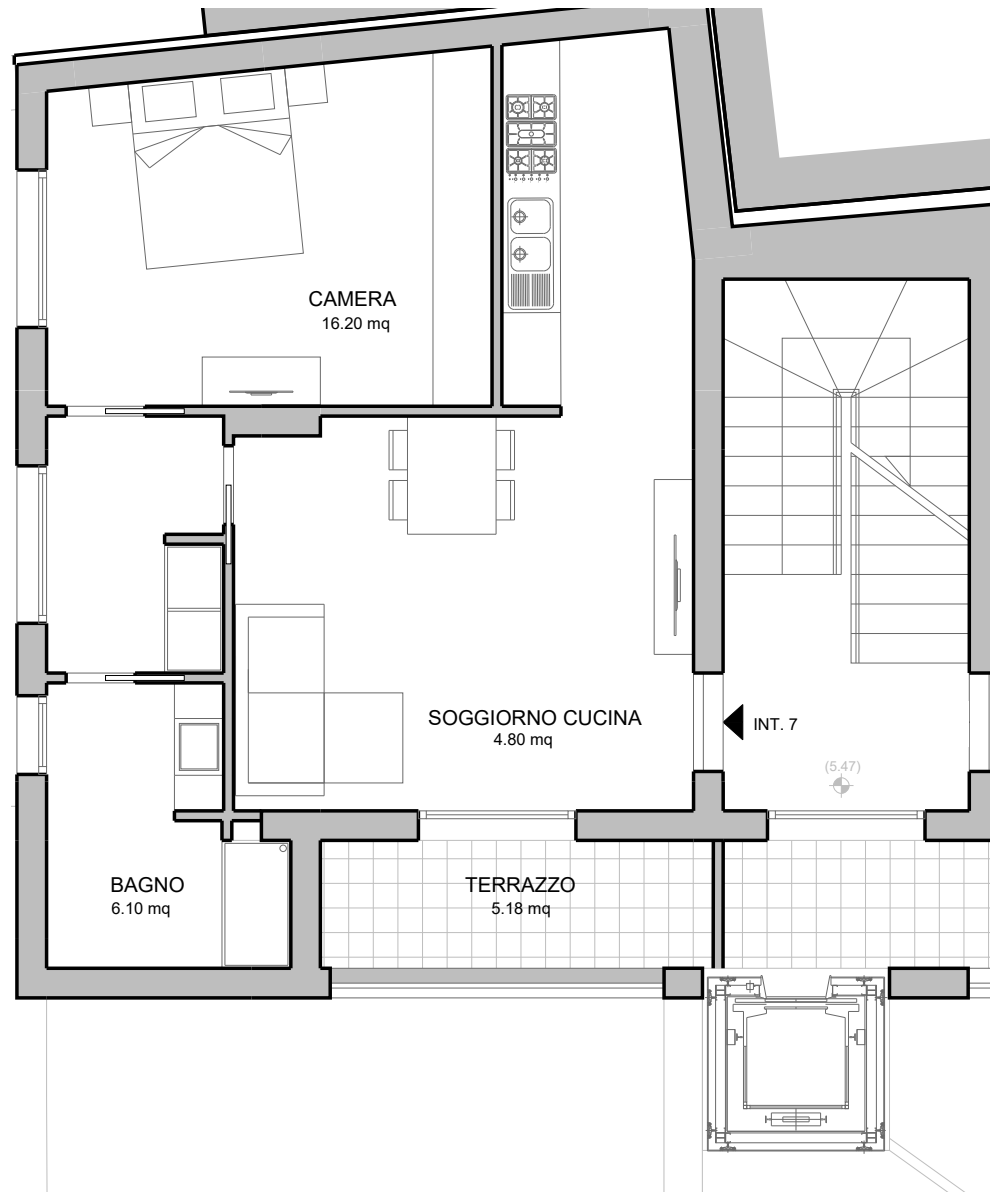 CAMERA
16.20 mq
SOGGIORNO CUCINA
4.80 mq
INT. 7
(5.47)
BAGNO
6.10 mq
TERRAZZO
5.18 mq